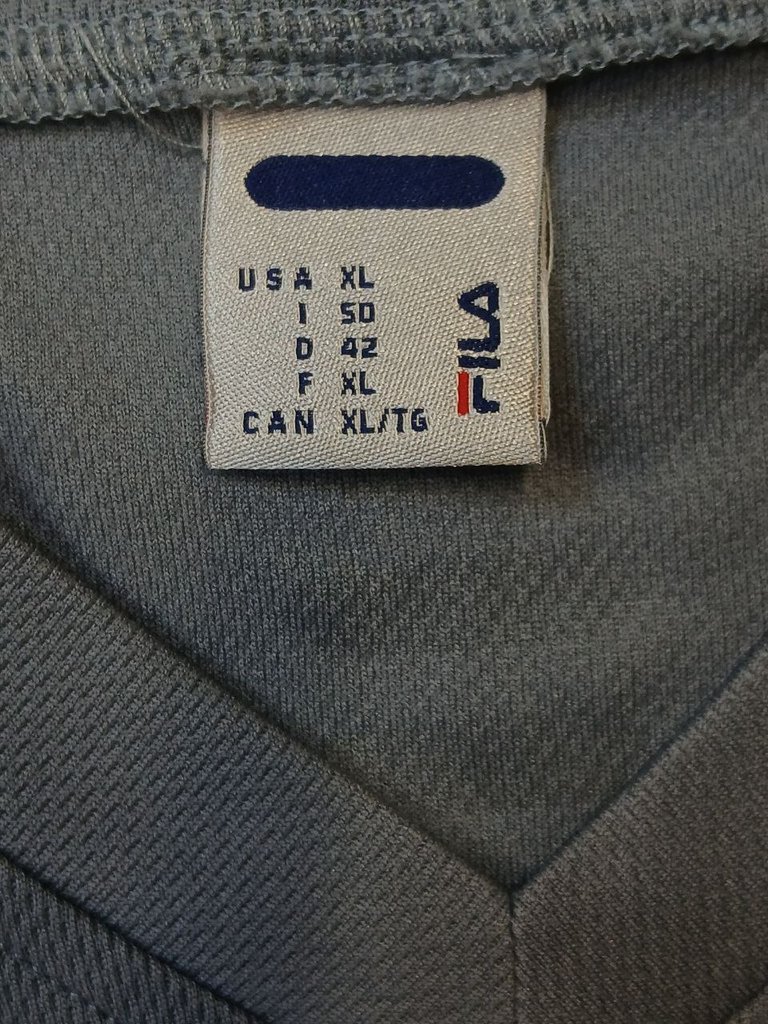 USA XL
I 50
D 42
F XL
CAN XL/TG
FILA